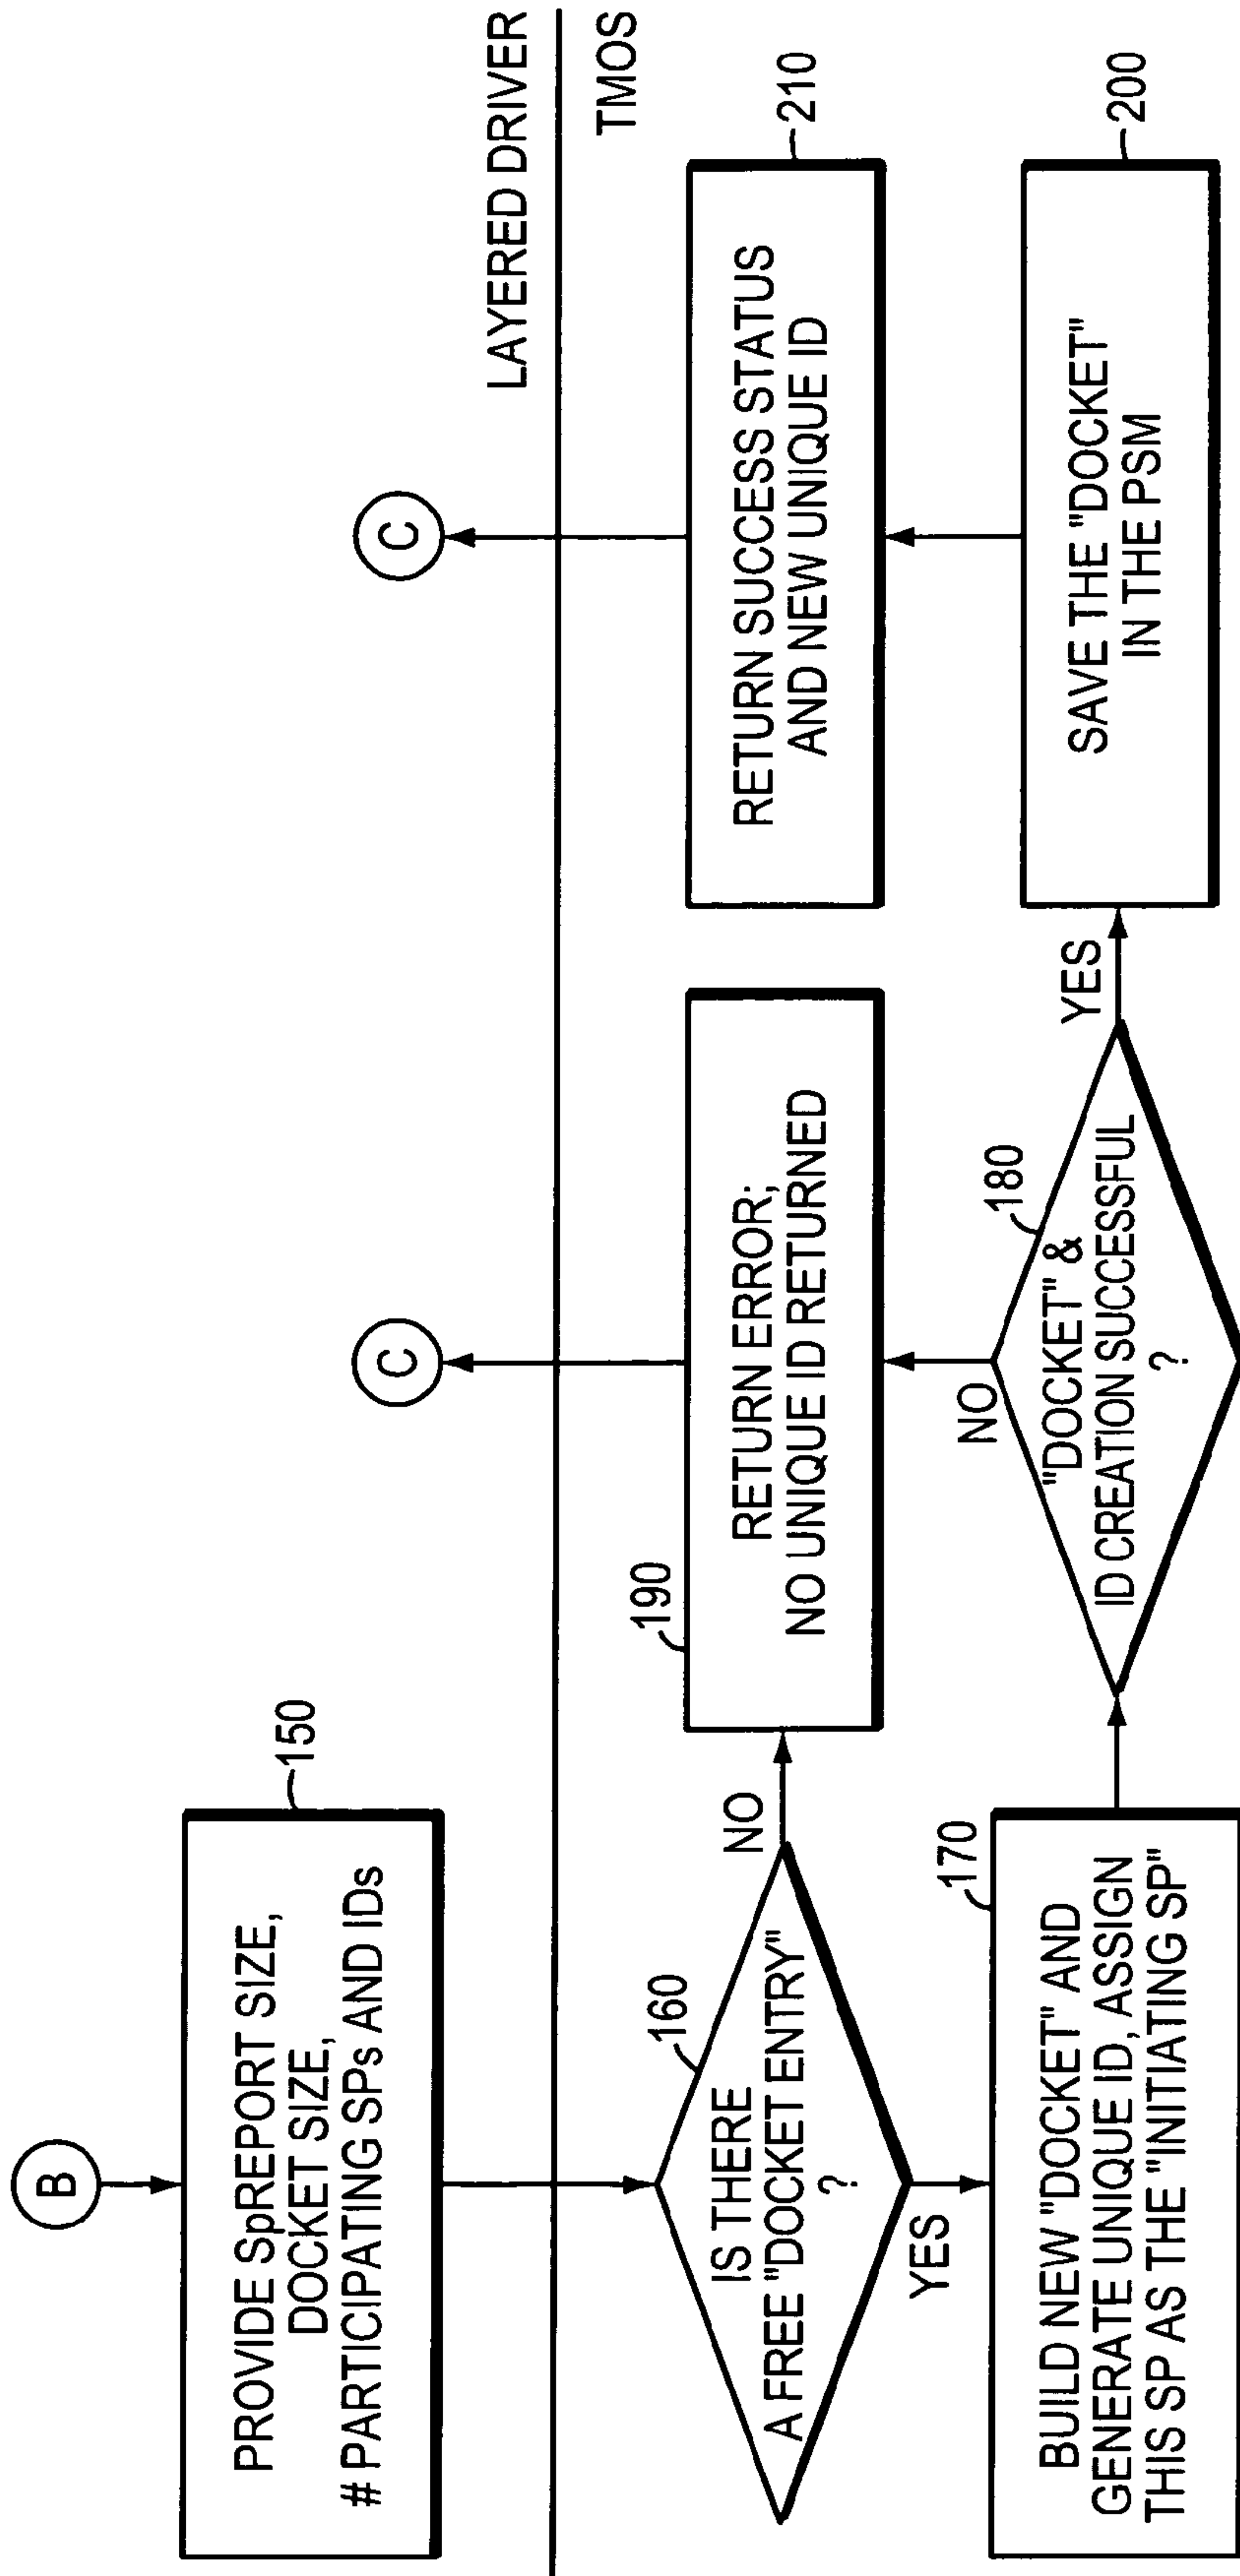 B
PROVIDE SpREPORT SIZE,
DOCKET SIZE,
# PARTICIPATING SPs AND IDs
150
LAYERED DRIVER
TMOS
IS THERE
A FREE "DOCKET ENTRY"
?
160
NO
YES
BUILD NEW "DOCKET" AND
GENERATE UNIQUE ID, ASSIGN
THIS SP AS THE "INITIATING SP"
170
C
RETURN ERROR;
NO UNIQUE ID RETURNED
190
NO
"DOCKET" &
ID CREATION SUCCESSFUL
?
180
YES
C
RETURN SUCCESS STATUS
AND NEW UNIQUE ID
210
SAVE THE "DOCKET"
IN THE PSM
200